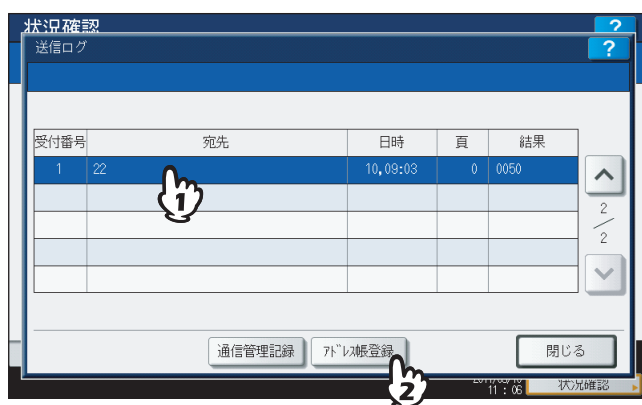 状況確認
?
送信ログ
?
受付番号 宛先 日時 頁 結果
1 22 10,09:03 0 0050
1
2
2
通信管理記録 ｱﾄﾞﾚｽ帳登録 閉じる
2
11:06 状況確認